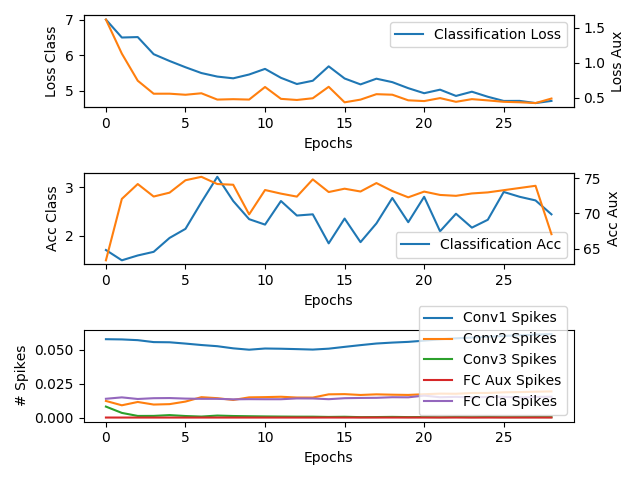 7
6
5
Loss Class
1.5
1.0
0.5
Loss Aux
Classification Loss
0 5 10 15 20 25
Epochs
3
2
Acc Class
75
70
65
Acc Aux
Classification Acc
0 5 10 15 20 25
Epochs
0.050
0.025
0.000
# Spikes
Conv1 Spikes
Conv2 Spikes
Conv3 Spikes
FC Aux Spikes
FC Cla Spikes
0 5 10 15 20 25
Epochs